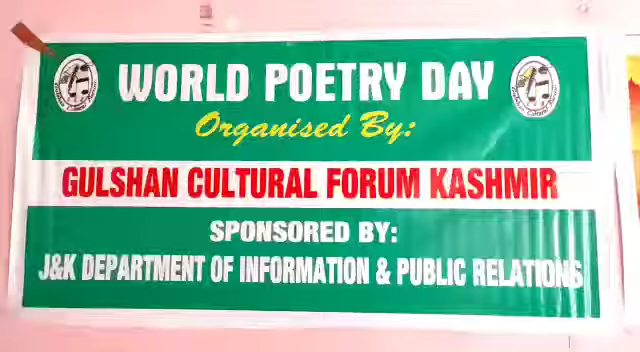 WORLD POETRY DAY
Organised By:
GULSHAN CULTURAL FORUM KASHMIR
SPONSORED BY:
J&K DEPARTMENT OF INFORMATION & PUBLIC RELATIONS